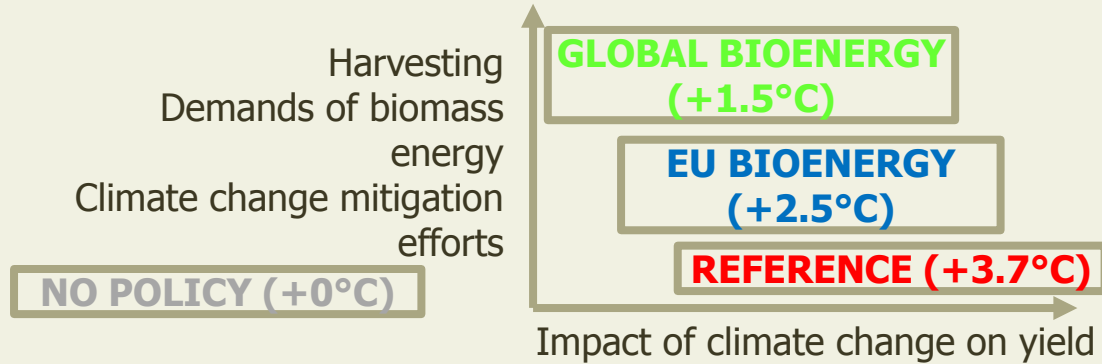 Harvesting
Demands of biomass
energy
Climate change mitigation
efforts
GLOBAL BIOENERGY
(+1.5°C)
EU BIOENERGY
(+2.5°C)
REFERENCE (+3.7°C)
NO POLICY (+0°C)
Impact of climate change on yield